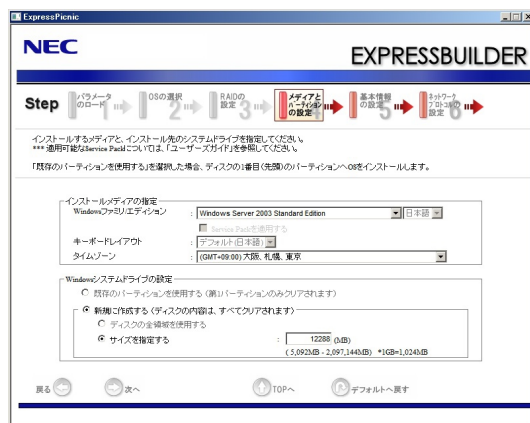 ExpressPicnic
NEC
EXPRESSBUILDER
Step
パラメータのロード 1
OSの選択 2
RAIDの設定 3
メディアとパーティションの設定 4
基本情報の設定 5
ネットワークプロトコルの設定 6
インストールするメディアと、インストール先のシステムドライブを指定してください。
*** 適用可能なService Packについては、「ユーザーズガイド」を参照してください。
「既存のパーティションを使用する」を選択した場合、ディスクの1番目(先頭)のパーティションへOSをインストールします。
インストールメディアの指定
Windowsファミリ/エディション : Windows Server 2003 Standard Edition 日本語
Service Packを適用する
キーボードレイアウト : デフォルト(日本語)
タイムゾーン : (GMT+09:00) 大阪、札幌、東京
Windowsシステムドライブの設定
既存のパーティションを使用する (第1パーティションのみクリアされます)
新規に作成する (ディスクの内容は、すべてクリアされます)
ディスクの全領域を使用する
サイズを指定する : 12288 (MB)
( 5,092MB - 2,097,144MB) *1GB=1,024MB
戻る
次へ
TOPへ
デフォルトへ戻す